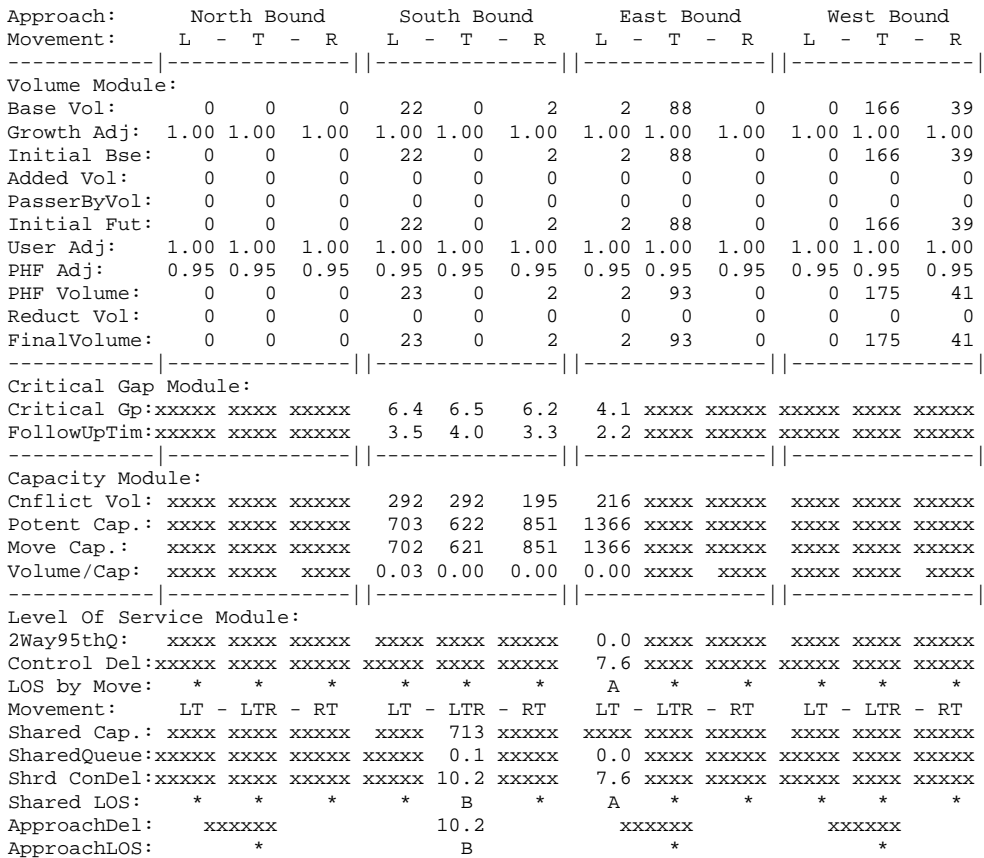 Approach:      North Bound      South Bound       East Bound       West Bound
Movement:     L  -  T  -  R    L  -  T  -  R    L  -  T  -  R    L  -  T  -  R
------------|---------------||---------------||---------------||---------------|
Volume Module:
Base Vol:       0    0     0    22    0     2     2   88     0     0  166    39
Growth Adj:  1.00 1.00  1.00  1.00 1.00  1.00  1.00 1.00  1.00  1.00 1.00  1.00
Initial Bse:    0    0     0    22    0     2     2   88     0     0  166    39
Added Vol:      0    0     0     0    0     0     0    0     0     0    0     0
PasserByVol:    0    0     0     0    0     0     0    0     0     0    0     0
Initial Fut:    0    0     0    22    0     2     2   88     0     0  166    39
User Adj:    1.00 1.00  1.00  1.00 1.00  1.00  1.00 1.00  1.00  1.00 1.00  1.00
PHF Adj:     0.95 0.95  0.95  0.95 0.95  0.95  0.95 0.95  0.95  0.95 0.95  0.95
PHF Volume:     0    0     0    23    0     2     2   93     0     0  175    41
Reduct Vol:     0    0     0     0    0     0     0    0     0     0    0     0
FinalVolume:    0    0     0    23    0     2     2   93     0     0  175    41
------------|---------------||---------------||---------------||---------------|
Critical Gap Module:
Critical Gp:xxxxx xxxx xxxxx   6.4  6.5   6.2   4.1 xxxx xxxxx xxxxx xxxx xxxxx
FollowUpTim:xxxxx xxxx xxxxx   3.5  4.0   3.3   2.2 xxxx xxxxx xxxxx xxxx xxxxx
------------|---------------||---------------||---------------||---------------|
Capacity Module:
Cnflict Vol: xxxx xxxx xxxxx   292  292   195   216 xxxx xxxxx  xxxx xxxx xxxxx
Potent Cap.: xxxx xxxx xxxxx   703  622   851  1366 xxxx xxxxx  xxxx xxxx xxxxx
Move Cap.:   xxxx xxxx xxxxx   702  621   851  1366 xxxx xxxxx  xxxx xxxx xxxxx
Volume/Cap:  xxxx xxxx  xxxx  0.03 0.00  0.00  0.00 xxxx  xxxx  xxxx xxxx  xxxx
------------|---------------||---------------||---------------||---------------|
Level Of Service Module:
2Way95thQ:   xxxx xxxx xxxxx  xxxx xxxx xxxxx   0.0 xxxx xxxxx  xxxx xxxx xxxxx
Control Del:xxxxx xxxx xxxxx xxxxx xxxx xxxxx   7.6 xxxx xxxxx xxxxx xxxx xxxxx
LOS by Move:   *    *     *     *    *     *     A    *     *     *    *     *
Movement:     LT - LTR - RT    LT - LTR - RT    LT - LTR - RT    LT - LTR - RT
Shared Cap.: xxxx xxxx xxxxx  xxxx  713 xxxxx  xxxx xxxx xxxxx  xxxx xxxx xxxxx
SharedQueue:xxxxx xxxx xxxxx xxxxx  0.1 xxxxx   0.0 xxxx xxxxx xxxxx xxxx xxxxx
Shrd ConDel:xxxxx xxxx xxxxx xxxxx 10.2 xxxxx   7.6 xxxx xxxxx xxxxx xxxx xxxxx
Shared LOS:    *    *     *     *    B     *     A    *     *     *    *     *
ApproachDel:    xxxxxx             10.2           xxxxxx           xxxxxx
ApproachLOS:        *                B                *                *